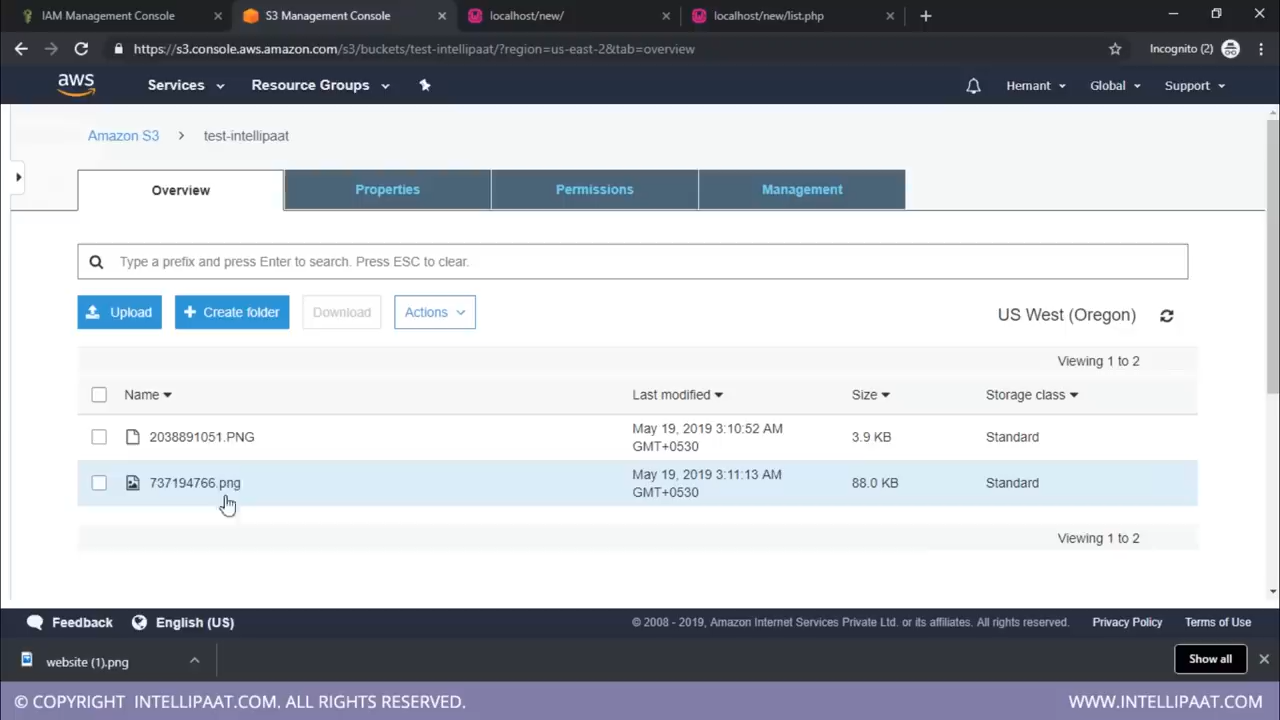 IAM Management Console
S3 Management Console
localhost/new/
localhost/new/list.php
https://s3.console.aws.amazon.com/s3/buckets/test-intellipaat/?region=us-east-2&tab=overview
Incognito (2)
aws
Services
Resource Groups
Hemant
Global
Support
Amazon S3
test-intellipaat
Overview
Properties
Permissions
Management
Type a prefix and press Enter to search. Press ESC to clear.
Upload
Create folder
Download
Actions
US West (Oregon)
Viewing 1 to 2
Name
Last modified
Size
Storage class
2038891051.PNG
May 19, 2019 3:10:52 AM
GMT+0530
3.9 KB
Standard
737194766.png
May 19, 2019 3:11:13 AM
GMT+0530
88.0 KB
Standard
Viewing 1 to 2
Feedback
English (US)
© 2008 - 2019, Amazon Internet Services Private Ltd. or its affiliates. All rights reserved.
Privacy Policy
Terms of Use
website (1).png
Show all
© COPYRIGHT INTELLIPAAT.COM. ALL RIGHTS RESERVED.
WWW.INTELLIPAAT.COM